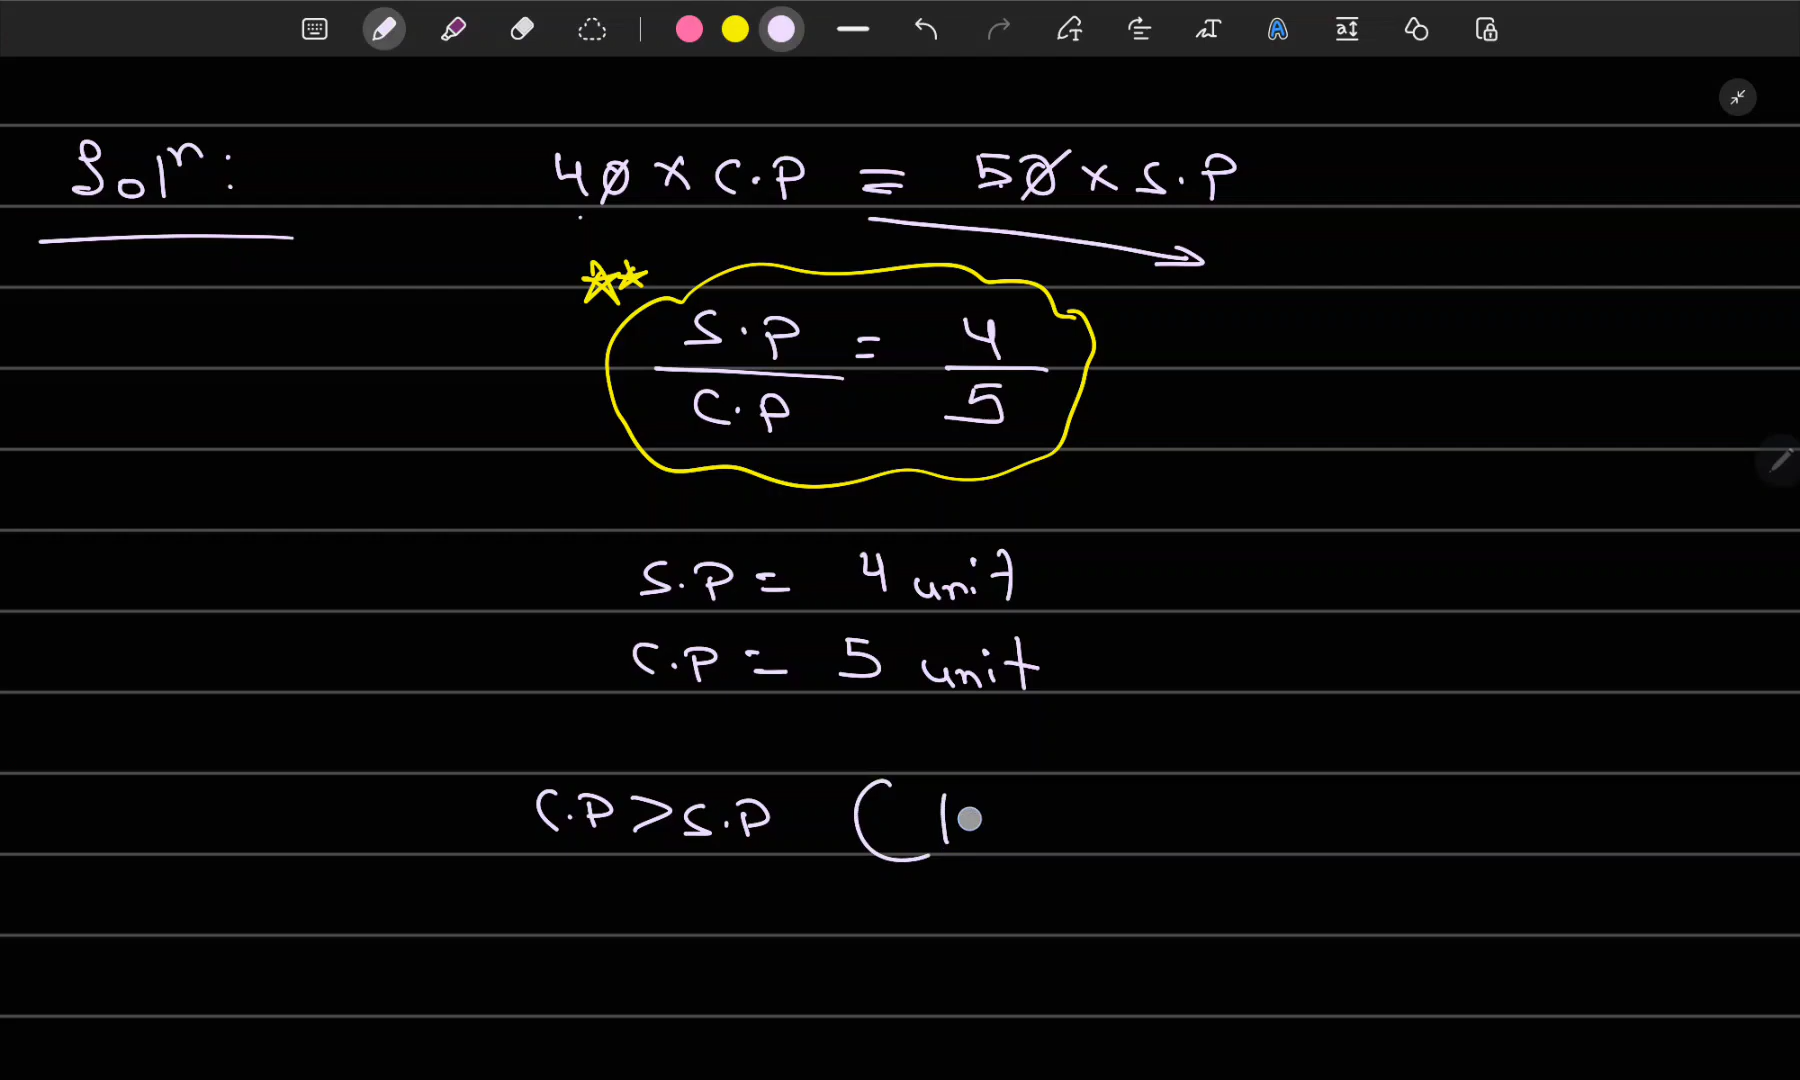 Solⁿ:
40 × C.P = 50 × S.P
S.P / C.P = 4 / 5
S.P = 4 unit
C.P = 5 unit
C.P > S.P ( l